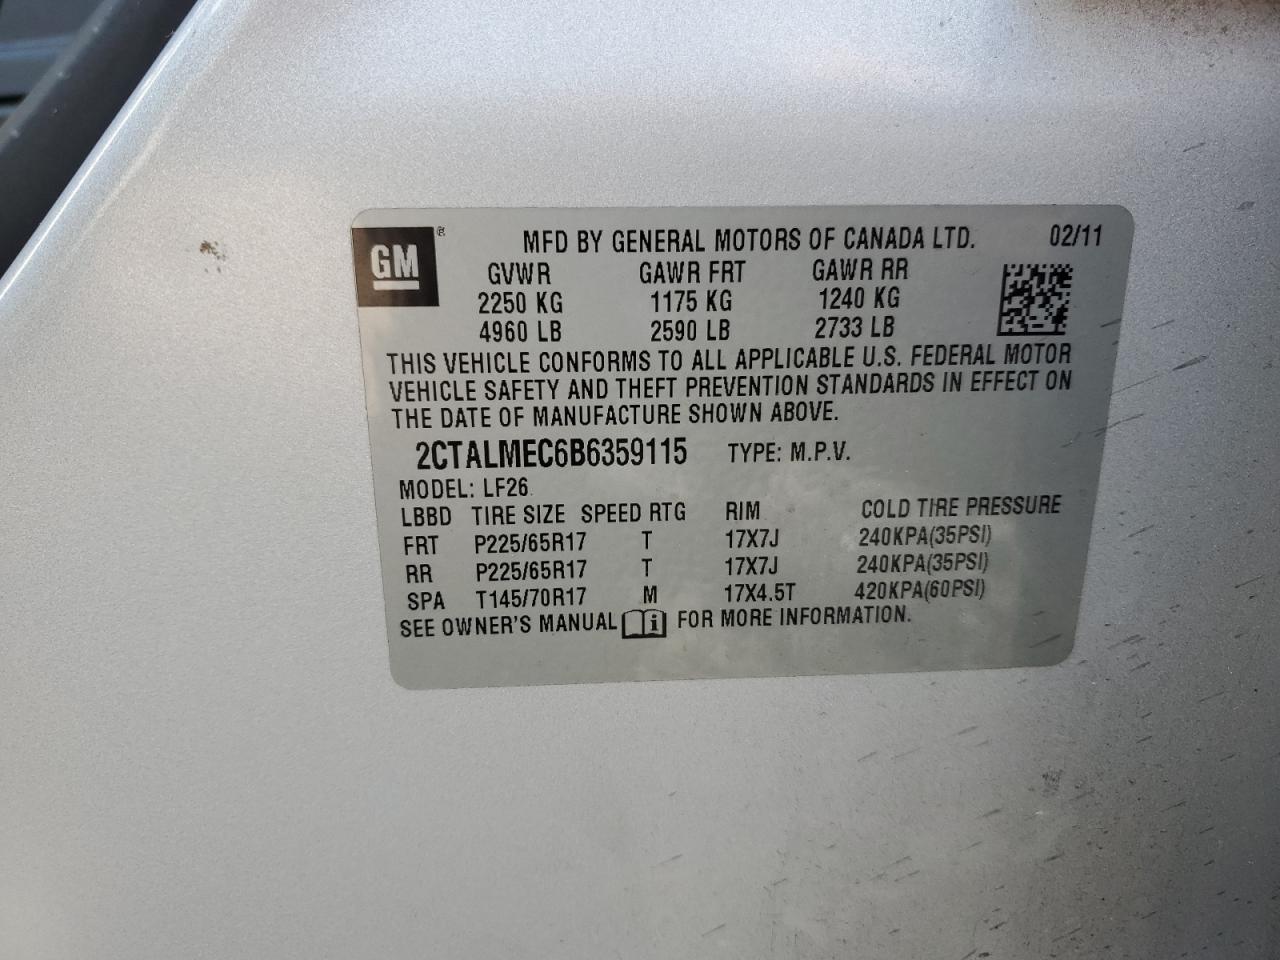 GM®
MFD BY GENERAL MOTORS OF CANADA LTD. 02/11
GVWR GAWR FRT GAWR RR
2250 KG 1175 KG 1240 KG
4960 LB 2590 LB 2733 LB
THIS VEHICLE CONFORMS TO ALL APPLICABLE U.S. FEDERAL MOTOR
VEHICLE SAFETY AND THEFT PREVENTION STANDARDS IN EFFECT ON
THE DATE OF MANUFACTURE SHOWN ABOVE.
2CTALMEC6B6359115 TYPE: M.P.V.
MODEL: LF26
LBBD TIRE SIZE SPEED RTG RIM COLD TIRE PRESSURE
FRT P225/65R17 T 17X7J 240KPA(35PSI)
RR P225/65R17 T 17X7J 240KPA(35PSI)
SPA T145/70R17 M 17X4.5T 420KPA(60PSI)
SEE OWNER'S MANUAL i FOR MORE INFORMATION.